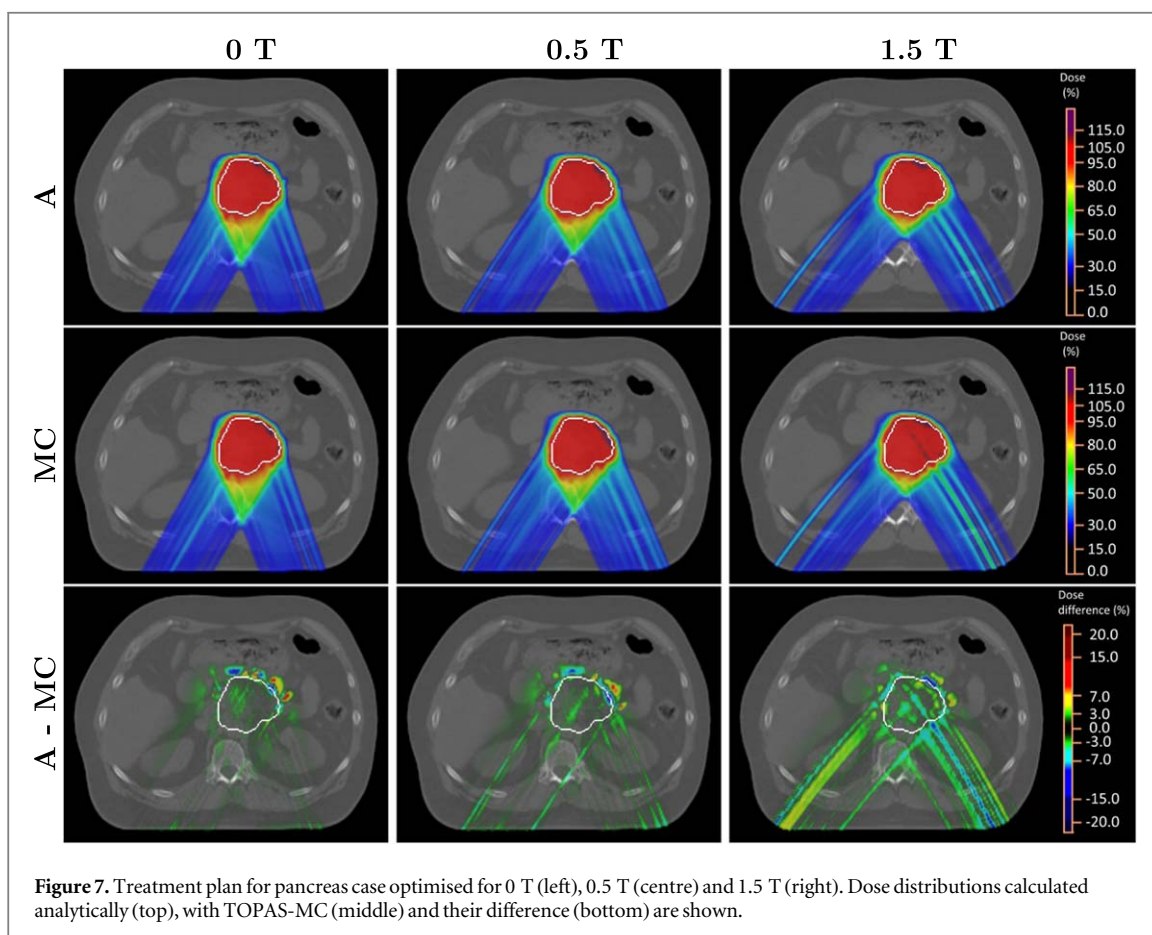 0 T
0.5 T
1.5 T
A
Dose
(%)
115.0
105.0
95.0
80.0
65.0
50.0
30.0
15.0
0.0
MC
Dose
(%)
115.0
105.0
95.0
80.0
65.0
50.0
30.0
15.0
0.0
A - MC
Dose
difference (%)
20.0
15.0
7.0
3.0
0.0
-3.0
-7.0
-15.0
-20.0
Figure 7. Treatment plan for pancreas case optimised for 0 T (left), 0.5 T (centre) and 1.5 T (right). Dose distributions calculated
analytically (top), with TOPAS-MC (middle) and their difference (bottom) are shown.